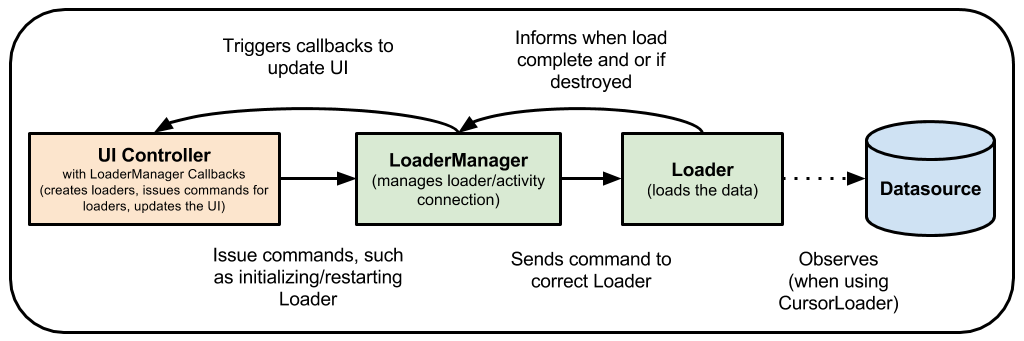 Triggers callbacks to
update UI
Informs when load
complete and or if
destroyed
UI Controller
with LoaderManager Callbacks
(creates loaders, issues commands for
loaders, updates the UI)
LoaderManager
(manages loader/activity
connection)
Loader
(loads the data)
Datasource
Issue commands, such
as initializing/restarting
Loader
Sends command to
correct Loader
Observes
(when using
CursorLoader)